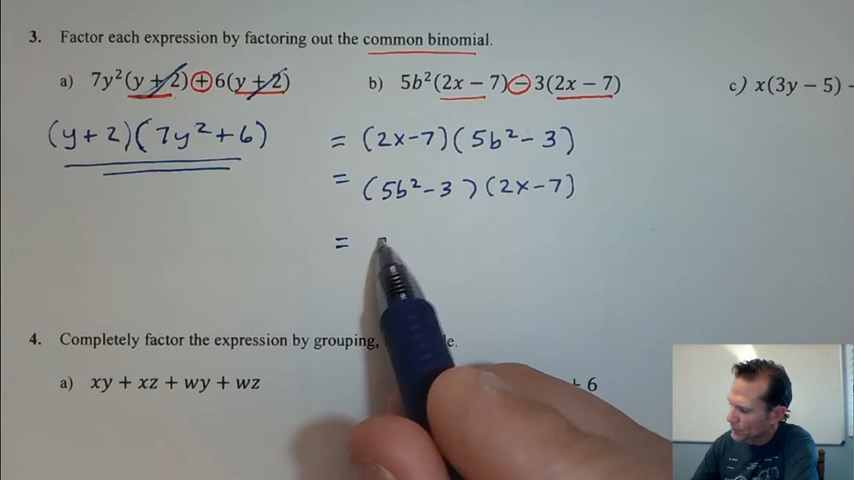 3. Factor each expression by factoring out the common binomial.
a) 7y²(y + 2) + 6(y + 2)
(y+2)(7y²+6)
b) 5b²(2x − 7) − 3(2x − 7)
= (2x-7)(5b²-3)
= (5b²-3)(2x-7)
=
c) x(3y − 5) −
4. Completely factor the expression by grouping,
a) xy + xz + wy + wz
+ 6